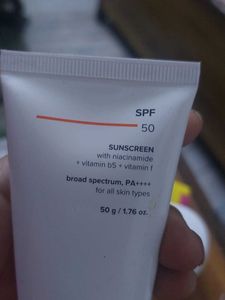 SPF
50
SUNSCREEN
with niacinamide
+ vitamin b5 + vitamin f
broad spectrum, PA++++
for all skin types
50 g / 1.76 oz.